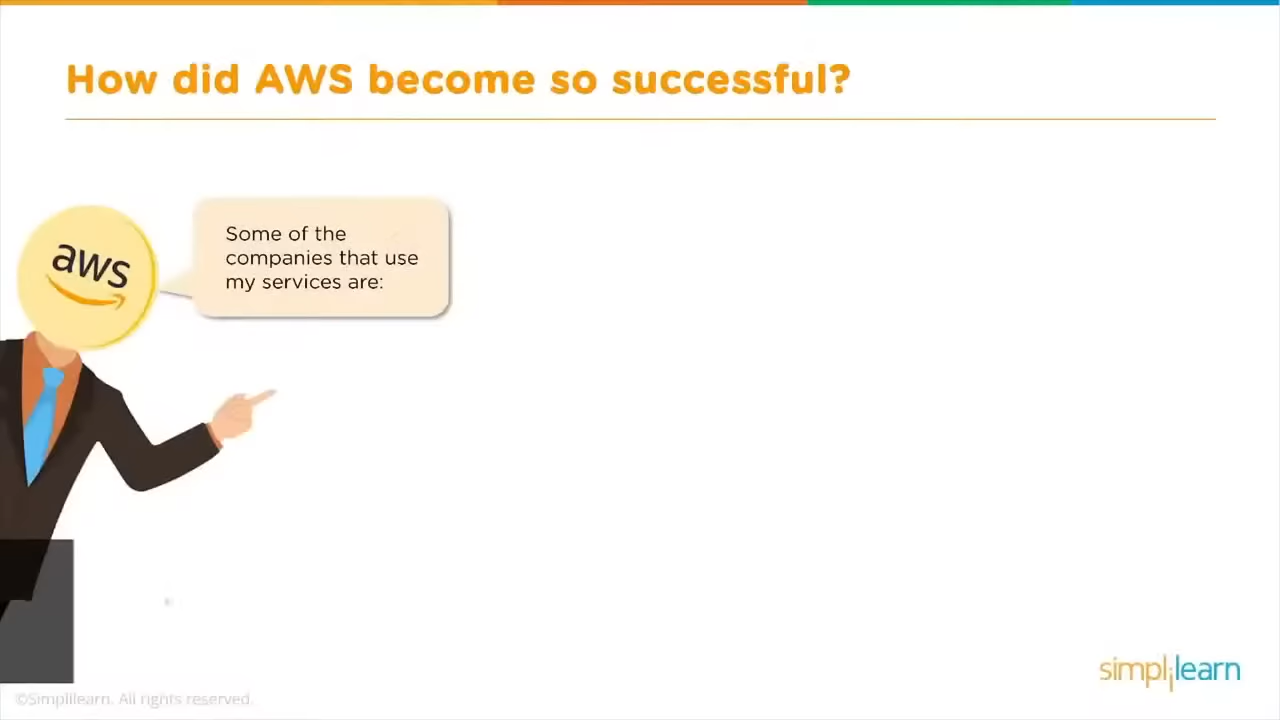 How did AWS become so successful?
aws
Some of the
companies that use
my services are:
simplilearn
©Simplilearn. All rights reserved.